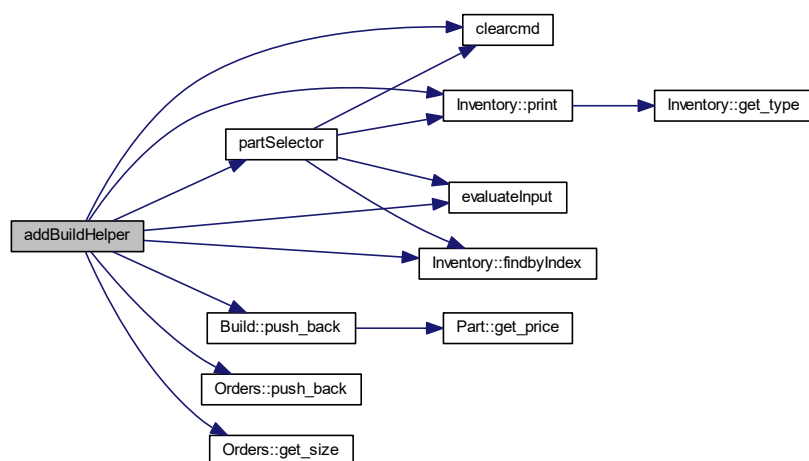 clearcmd
Inventory::print
Inventory::get_type
partSelector
evaluateInput
addBuildHelper
Inventory::findbyIndex
Build::push_back
Part::get_price
Orders::push_back
Orders::get_size